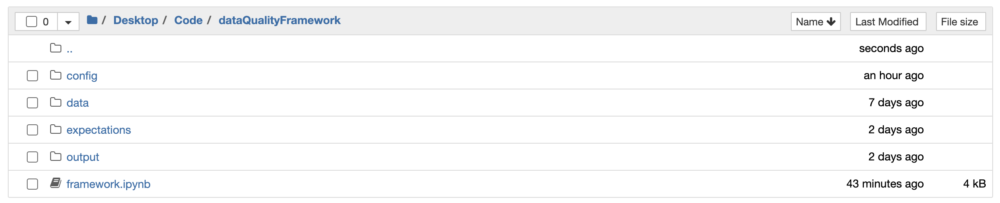 0 / Desktop / Code / dataQualityFramework Name Last Modified File size
.. seconds ago
config an hour ago
data 7 days ago
expectations 2 days ago
output 2 days ago
framework.ipynb 43 minutes ago 4 kB